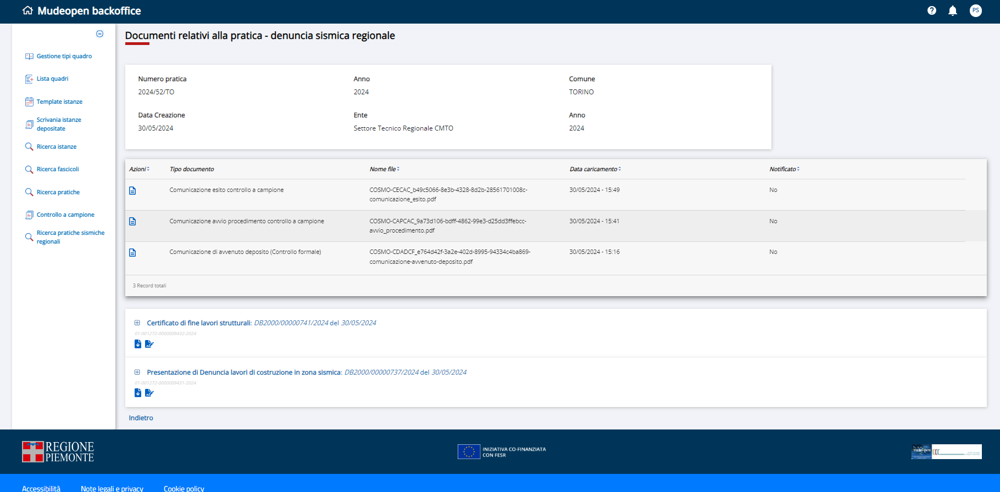 Mudeopen backoffice
PS
Documenti relativi alla pratica - denuncia sismica regionale
Gestione tipi quadro
Lista quadri
Template istanze
Scrivania istanze
depositate
Ricerca istanze
Ricerca fascicoli
Ricerca pratiche
Controllo a campione
Ricerca pratiche sismiche
regionali
Numero pratica Anno Comune
2024/52/TO 2024 TORINO
Data Creazione Ente Anno
30/05/2024 Settore Tecnico Regionale CMTO 2024
Azioni Tipo documento Nome file Data caricamento Notificato
Comunicazione esito controllo a campione COSMO-CECAC_b49c5066-8e3b-4328-8d2b-28561701008c- 30/05/2024 - 15:49 No
comunicazione_esito.pdf
Comunicazione avvio procedimento controllo a campione COSMO-CAPCAC_9a73d106-bdff-4862-99e3-d25dd3ffebcc- 30/05/2024 - 15:41 No
avvio_procedimento.pdf
Comunicazione di avvenuto deposito (Controllo formale) COSMO-CDADCF_e764d42f-3a2e-402d-8995-94334c4ba869- 30/05/2024 - 15:16 No
comunicazione-avvenuto-deposito.pdf
3 Record totali
Certificato di fine lavori strutturali: DB2000/00000741/2024 del 30/05/2024
01-001272-0000009432-2024
Presentazione di Denuncia lavori di costruzione in zona sismica: DB2000/00000737/2024 del 30/05/2024
01-001272-0000009431-2024
Indietro
REGIONE
PIEMONTE
INIZIATIVA CO-FINANZIATA
CON FESR
Accessibilità Note legali e privacy Cookie policy